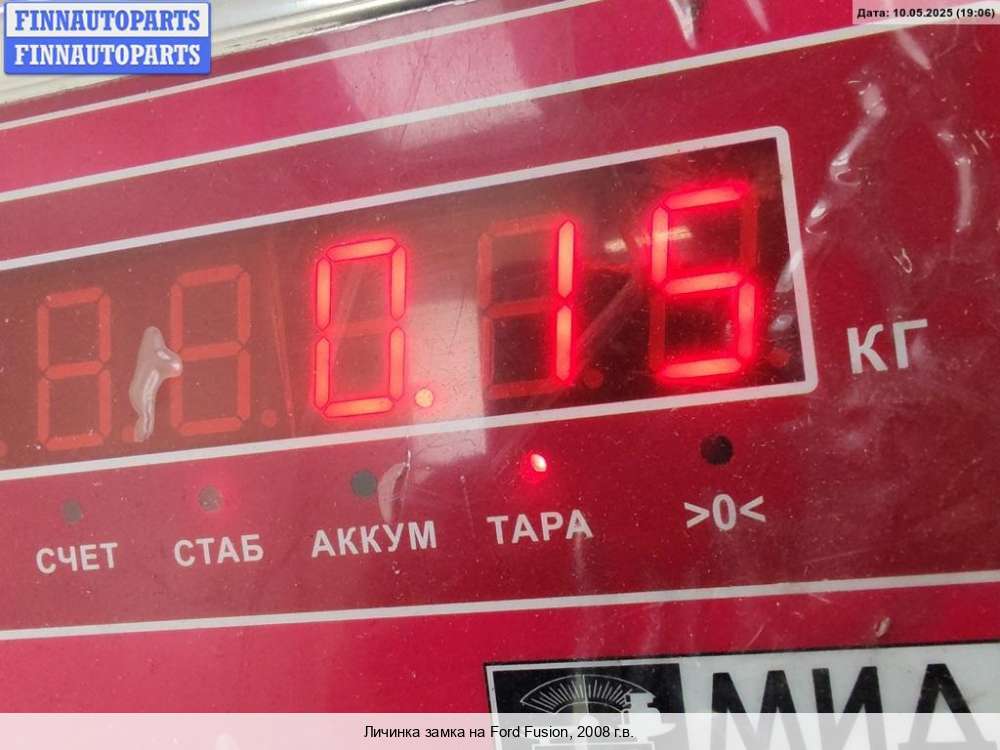 FINNAUTOPARTS
FINNAUTOPARTS
Дата: 10.05.2025 (19:06)
0.15
КГ
СЧЕТ
СТАБ
АККУМ
ТАРА
>0<
МИД
Личинка замка на Ford Fusion, 2008 г.в.